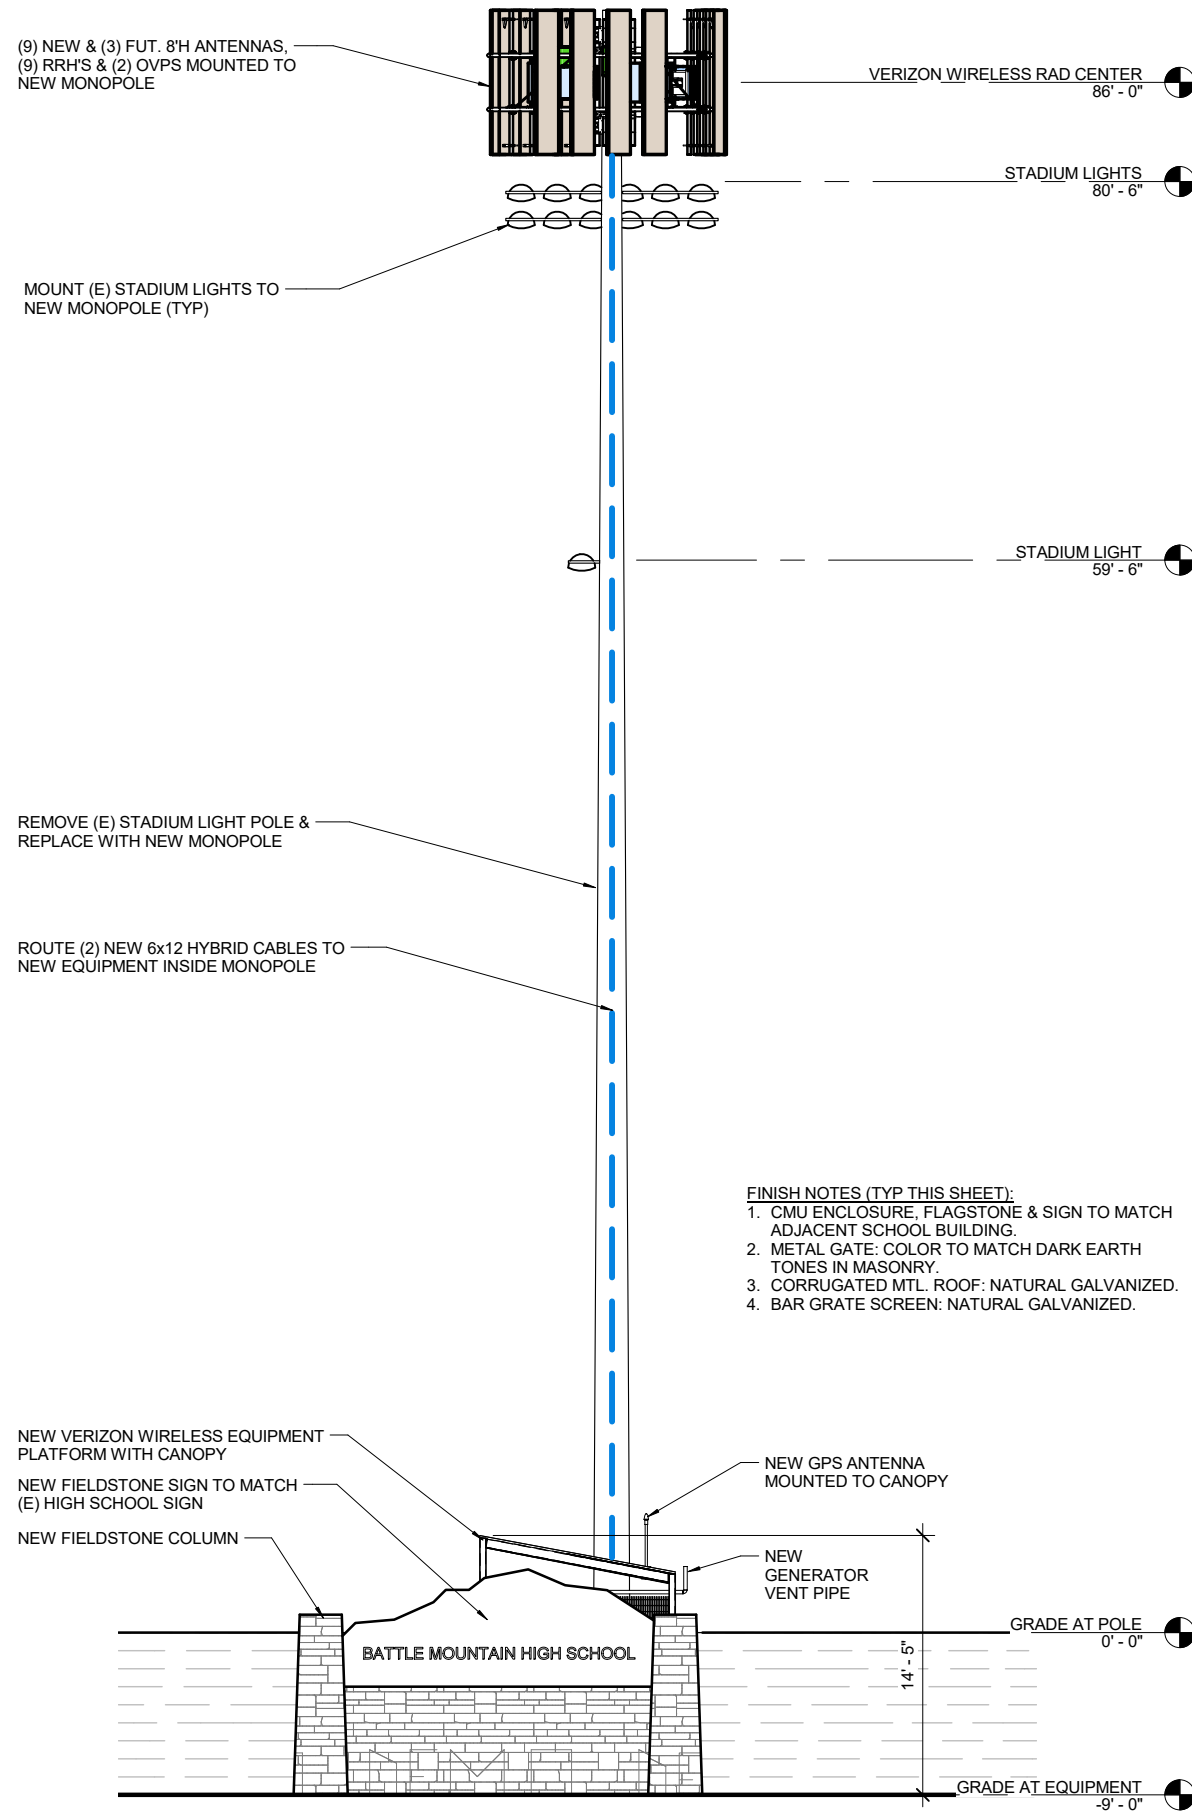 (9) NEW & (3) FUT. 8'H ANTENNAS,
(9) RRH'S & (2) OVPS MOUNTED TO
NEW MONOPOLE
VERIZON WIRELESS RAD CENTER
86' - 0"
STADIUM LIGHTS
80' - 6"
MOUNT (E) STADIUM LIGHTS TO
NEW MONOPOLE (TYP)
STADIUM LIGHT
59' - 6"
REMOVE (E) STADIUM LIGHT POLE &
REPLACE WITH NEW MONOPOLE
ROUTE (2) NEW 6x12 HYBRID CABLES TO
NEW EQUIPMENT INSIDE MONOPOLE
FINISH NOTES (TYP THIS SHEET):
1. CMU ENCLOSURE, FLAGSTONE & SIGN TO MATCH
ADJACENT SCHOOL BUILDING.
2. METAL GATE: COLOR TO MATCH DARK EARTH
TONES IN MASONRY.
3. CORRUGATED MTL. ROOF: NATURAL GALVANIZED.
4. BAR GRATE SCREEN: NATURAL GALVANIZED.
NEW VERIZON WIRELESS EQUIPMENT
PLATFORM WITH CANOPY
NEW FIELDSTONE SIGN TO MATCH
(E) HIGH SCHOOL SIGN
NEW FIELDSTONE COLUMN
NEW GPS ANTENNA
MOUNTED TO CANOPY
NEW
GENERATOR
VENT PIPE
GRADE AT POLE
0' - 0"
BATTLE MOUNTAIN HIGH SCHOOL
14' - 5"
GRADE AT EQUIPMENT
-9' - 0"